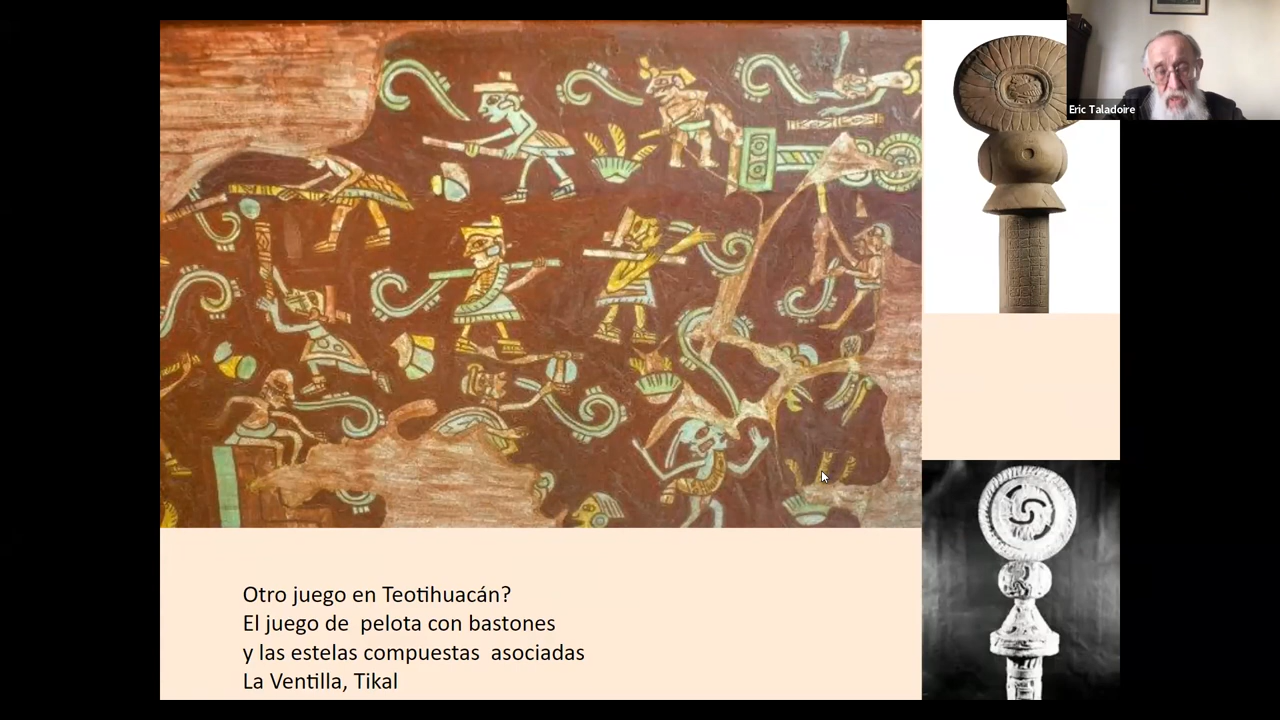 Eric Taladoire
Otro juego en Teotihuacán?
El juego de  pelota con bastones
y las estelas compuestas  asociadas
La Ventilla, Tikal